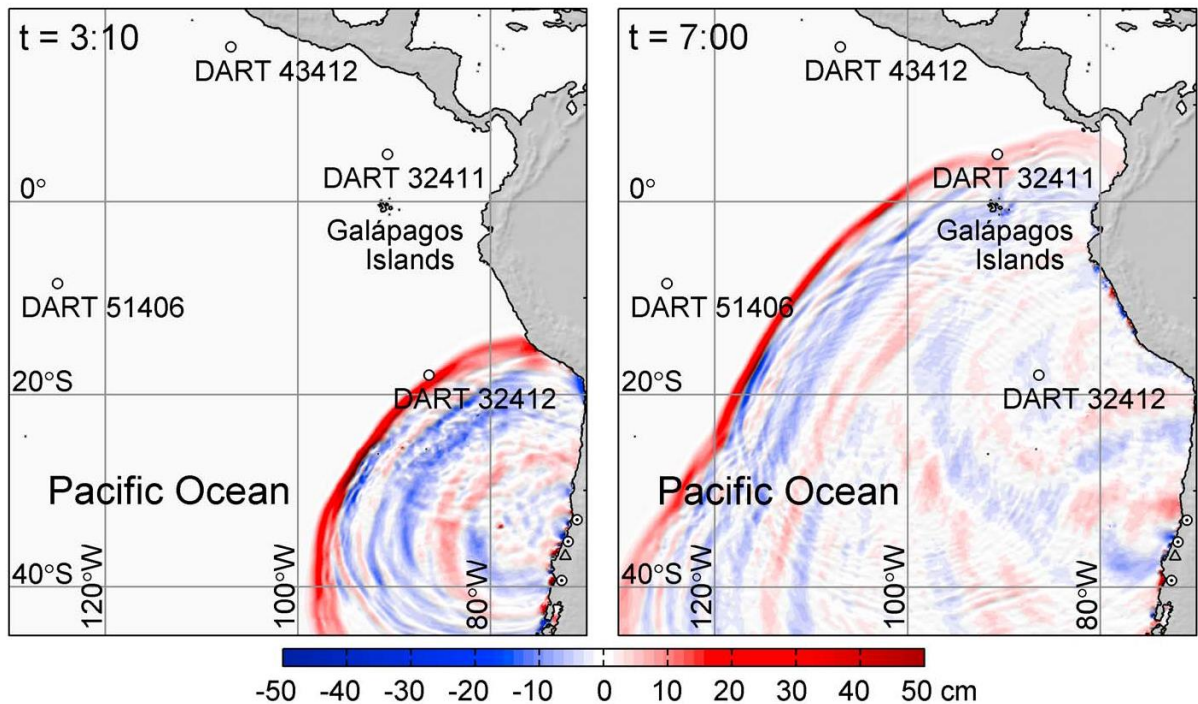 t = 3:10
DART 43412
DART 32411
0°
Galápagos
Islands
DART 51406
20°S
DART 32412
Pacific Ocean
40°S
120°W
100°W
80°W
t = 7:00
DART 43412
DART 32411
0°
Galápagos
Islands
DART 51406
20°S
DART 32412
Pacific Ocean
40°S
120°W
100°W
80°W
-50 -40 -30 -20 -10 0 10 20 30 40 50 cm